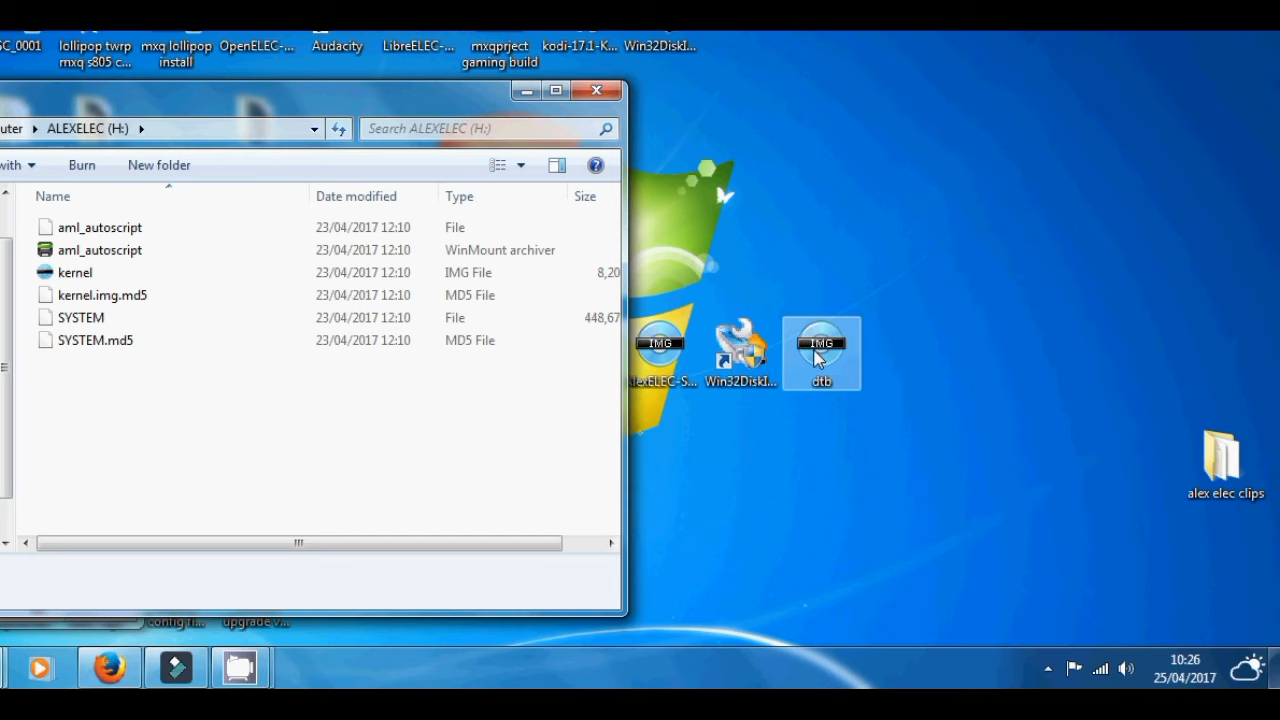 SC_0001
lollipop twrp
mxq s805 c...
mxq lollipop
install
OpenELEC-...
Audacity
LibreELEC-...
mxqprject
gaming build
kodi-17.1-K...
Win32DiskI...
uter ▸ ALEXELEC (H:) ▸
Search ALEXELEC (H:)
with
Burn
New folder
Name
Date modified
Type
Size
aml_autoscript 23/04/2017 12:10 File
aml_autoscript 23/04/2017 12:10 WinMount archiver
kernel 23/04/2017 12:10 IMG File 8,20
kernel.img.md5 23/04/2017 12:10 MD5 File
SYSTEM 23/04/2017 12:10 File 448,67
SYSTEM.md5 23/04/2017 12:10 MD5 File
IMG
AlexELEC-S...
Win32DiskI...
IMG
dtb
alex elec clips
config fi...
upgrade v...
10:26
25/04/2017